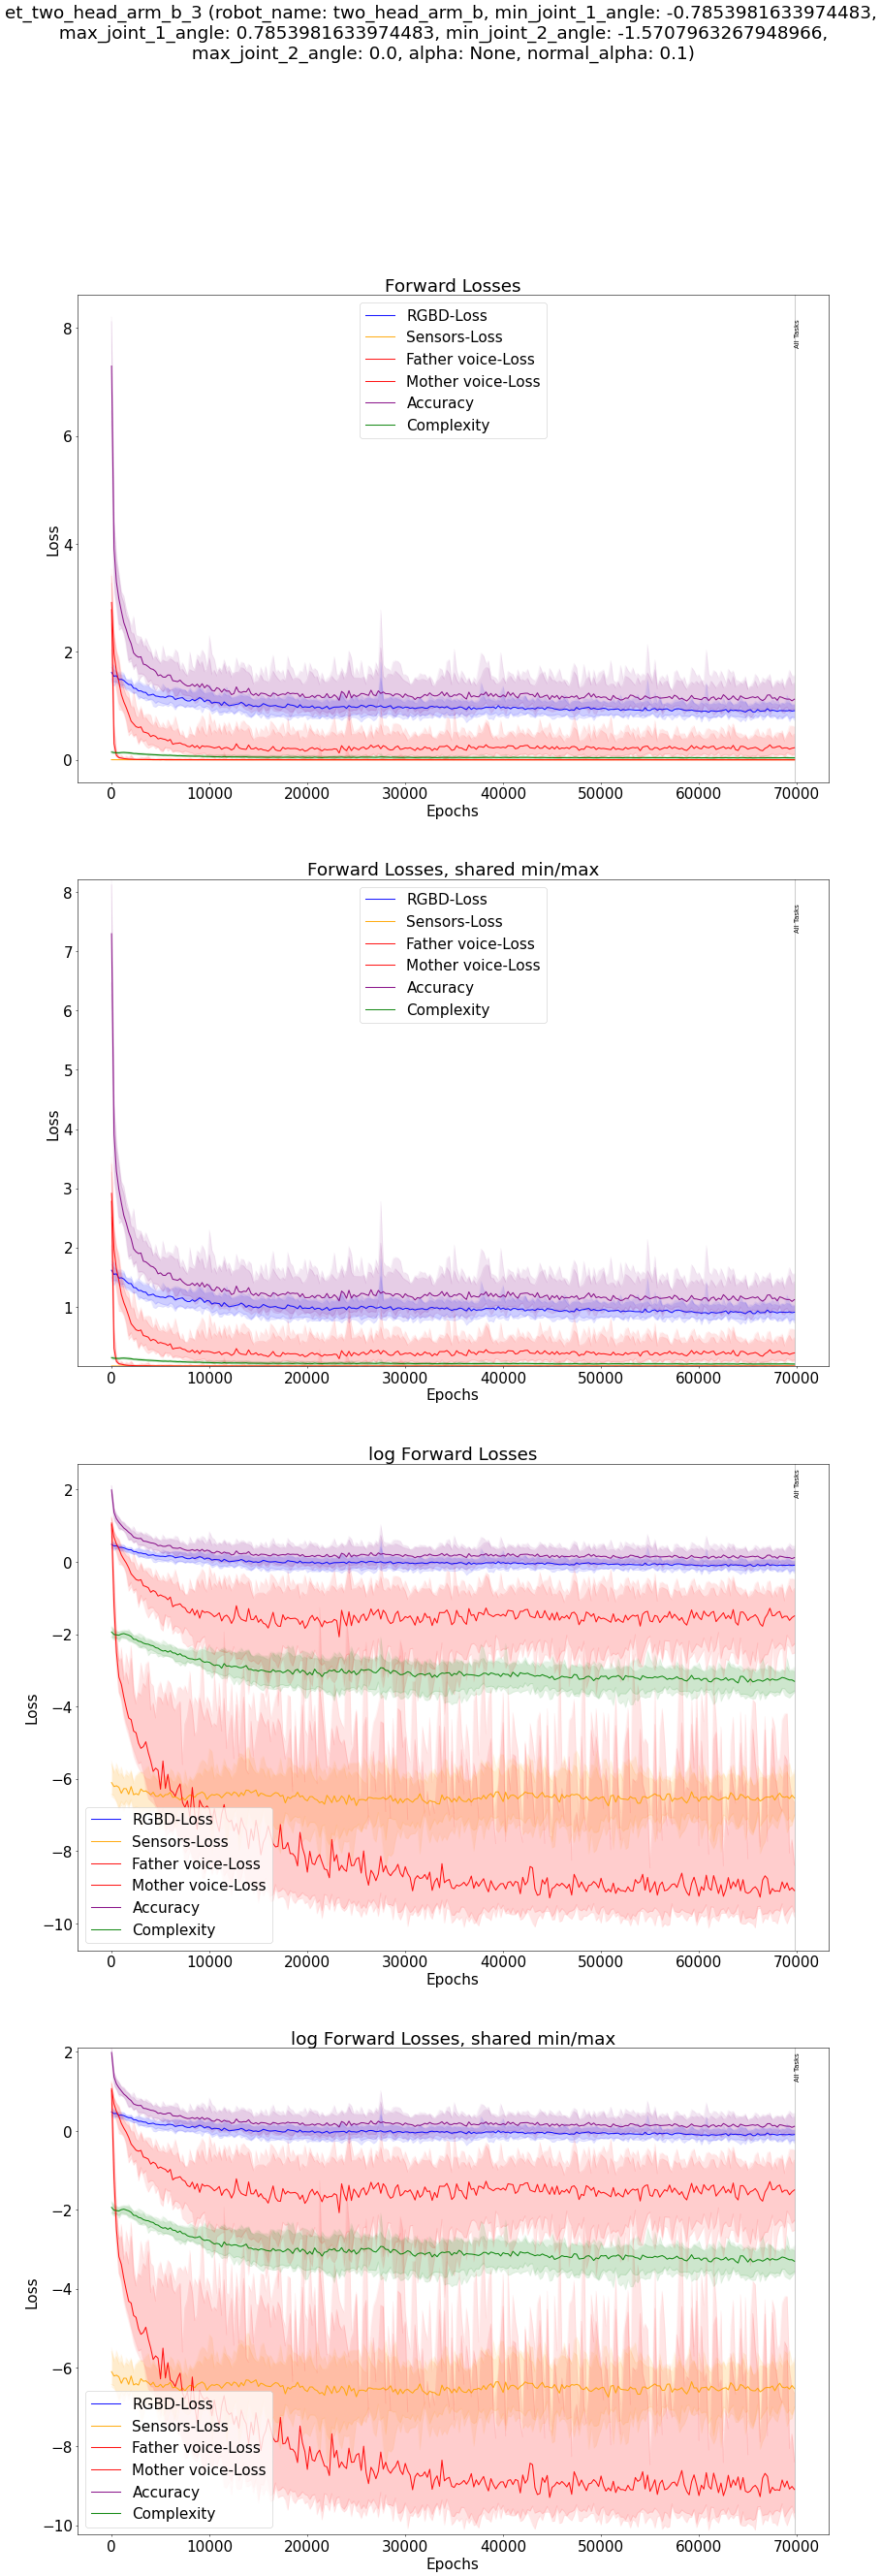 et_two_head_arm_b_3 (robot_name: two_head_arm_b, min_joint_1_angle: -0.7853981633974483,
max_joint_1_angle: 0.7853981633974483, min_joint_2_angle: -1.5707963267948966,
max_joint_2_angle: 0.0, alpha: None, normal_alpha: 0.1)
Forward Losses
RGBD-Loss
Sensors-Loss
Father voice-Loss
Mother voice-Loss
Accuracy
Complexity
All Tasks
8
6
4
2
0
Loss
0 10000 20000 30000 40000 50000 60000 70000
Epochs
Forward Losses, shared min/max
RGBD-Loss
Sensors-Loss
Father voice-Loss
Mother voice-Loss
Accuracy
Complexity
All Tasks
8
7
6
5
4
3
2
1
Loss
0 10000 20000 30000 40000 50000 60000 70000
Epochs
log Forward Losses
All Tasks
2
0
−2
−4
−6
−8
−10
Loss
RGBD-Loss
Sensors-Loss
Father voice-Loss
Mother voice-Loss
Accuracy
Complexity
0 10000 20000 30000 40000 50000 60000 70000
Epochs
log Forward Losses, shared min/max
All Tasks
2
0
−2
−4
−6
−8
−10
Loss
RGBD-Loss
Sensors-Loss
Father voice-Loss
Mother voice-Loss
Accuracy
Complexity
0 10000 20000 30000 40000 50000 60000 70000
Epochs